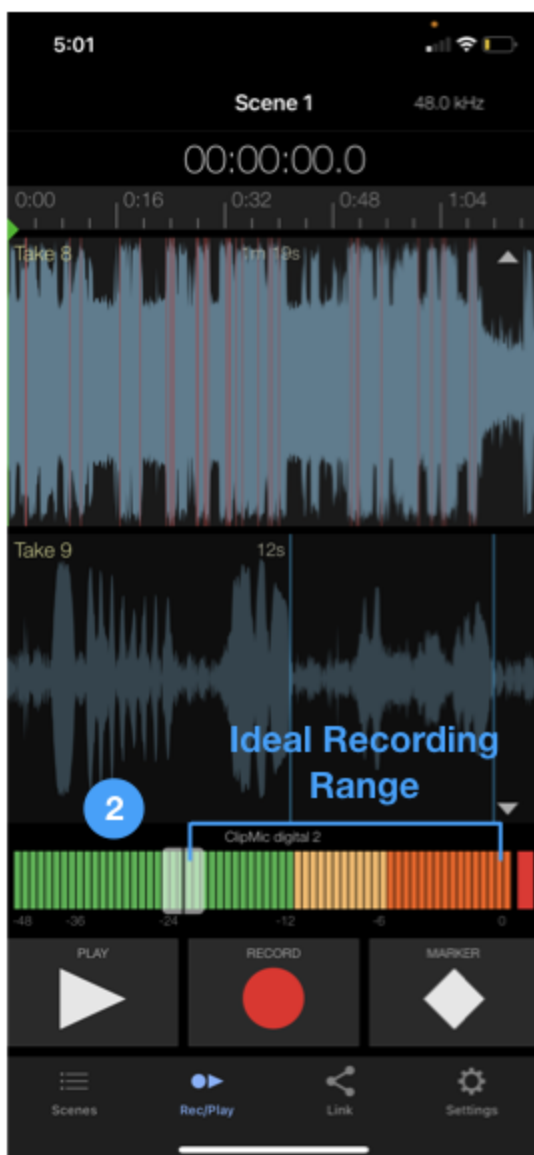 5:01
Scene 1 48.0 kHz
00:00:00.0
0:00 0:16 0:32 0:48 1:04
Take 8 1m 19s
Take 9 12s
Ideal Recording
Range
2
ClipMic digital 2
-48 -36 -24 -12 -6 0
PLAY RECORD MARKER
Scenes Rec/Play Link Settings